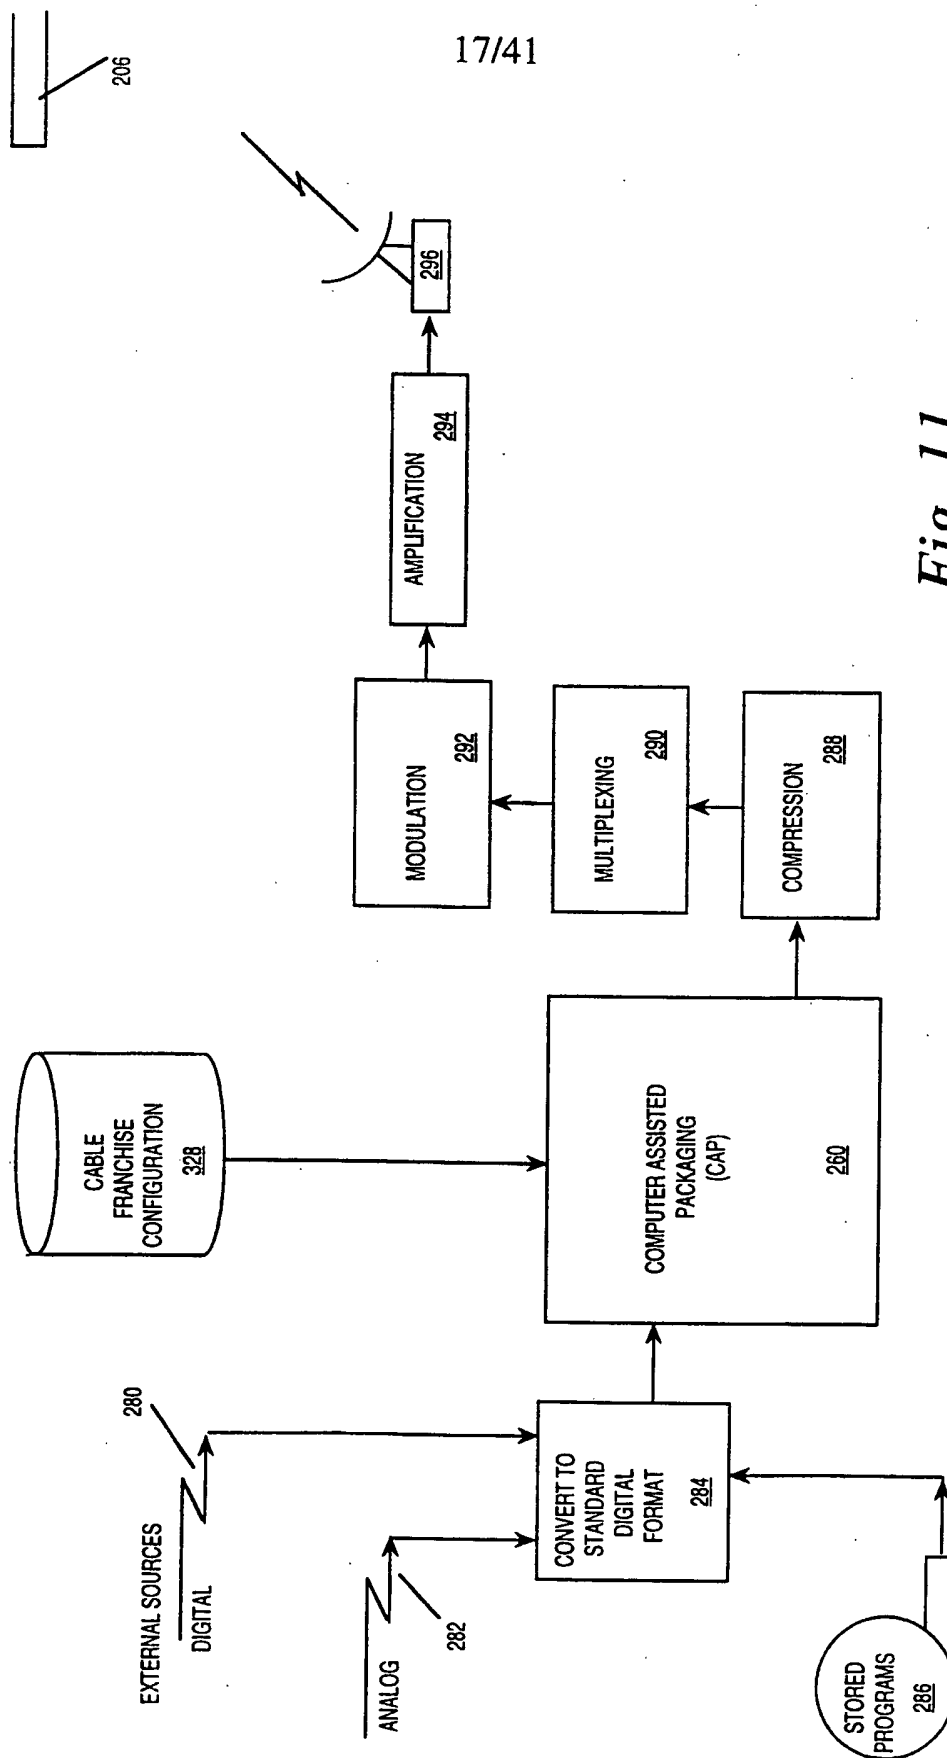 17/41
206
296
AMPLIFICATION
294
MODULATION
292
MULTIPLEXING
290
COMPRESSION
288
CABLE
FRANCHISE
CONFIGURATION
328
COMPUTER ASSISTED
PACKAGING
(CAP)
260
EXTERNAL SOURCES
DIGITAL
280
ANALOG
282
CONVERT TO
STANDARD
DIGITAL
FORMAT
284
STORED
PROGRAMS
286
Fig. 11